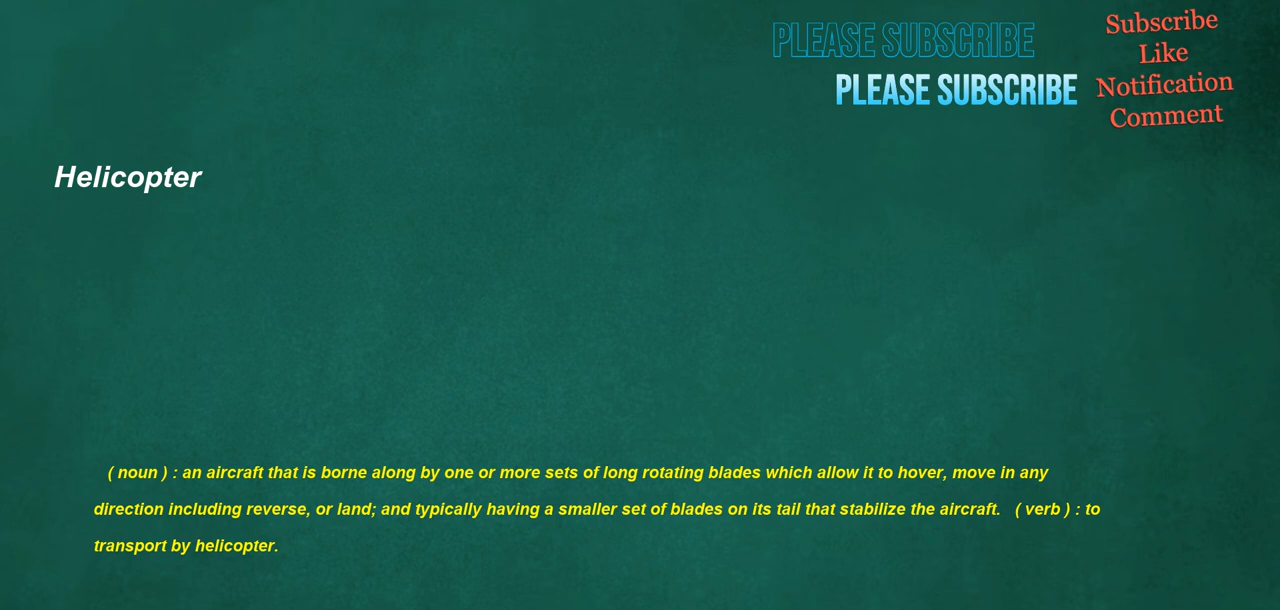 PLEASE SUBSCRIBE
PLEASE SUBSCRIBE
Subscribe
Like
Notification
Comment
Helicopter
( noun ) : an aircraft that is borne along by one or more sets of long rotating blades which allow it to hover, move in any
direction including reverse, or land; and typically having a smaller set of blades on its tail that stabilize the aircraft. ( verb ) : to
transport by helicopter.